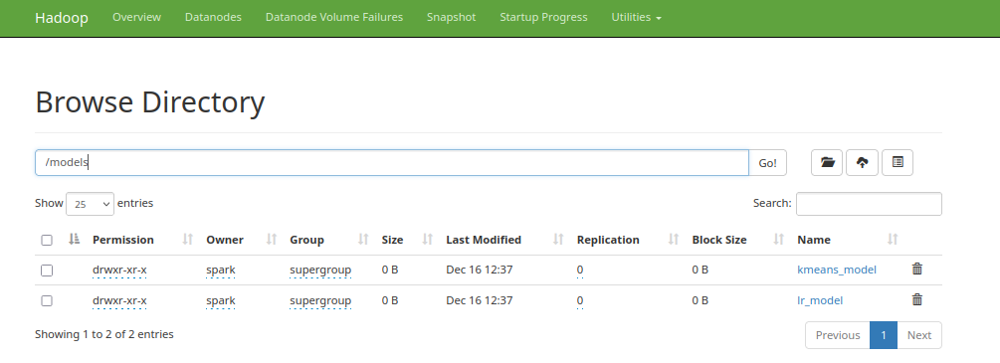 Hadoop Overview Datanodes Datanode Volume Failures Snapshot Startup Progress Utilities
Browse Directory
/models Go!
Show 25 entries Search:
Permission Owner Group Size Last Modified Replication Block Size Name
drwxr-xr-x spark supergroup 0 B Dec 16 12:37 0 0 B kmeans_model
drwxr-xr-x spark supergroup 0 B Dec 16 12:37 0 0 B lr_model
Showing 1 to 2 of 2 entries Previous 1 Next